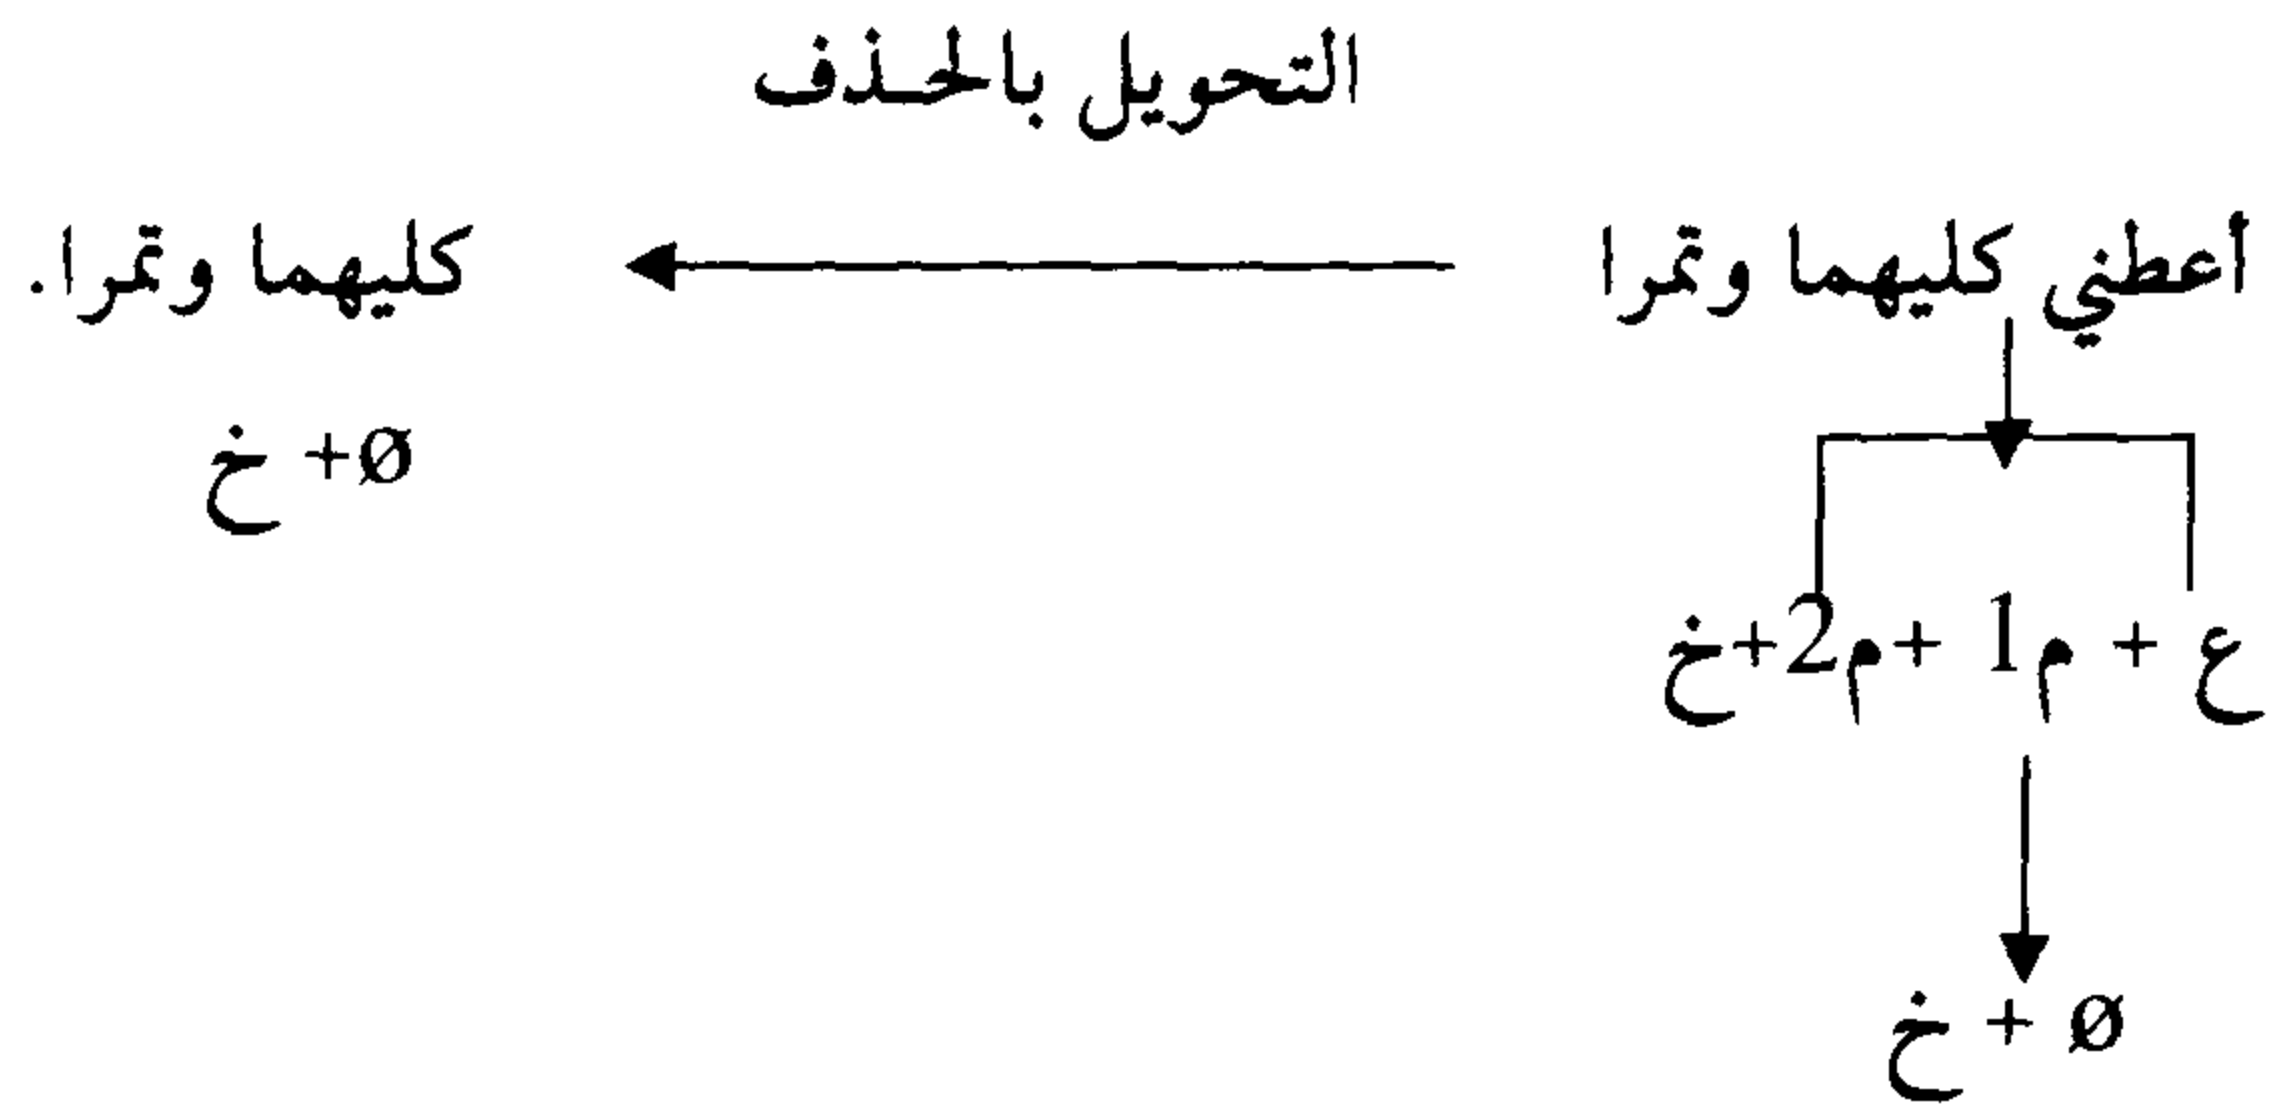 التحويل بالحذف
أعطني كليهما وتمرا
كليهما وتمرا.
ø+ خ
ع + م1 +م2+خ
ø + خ